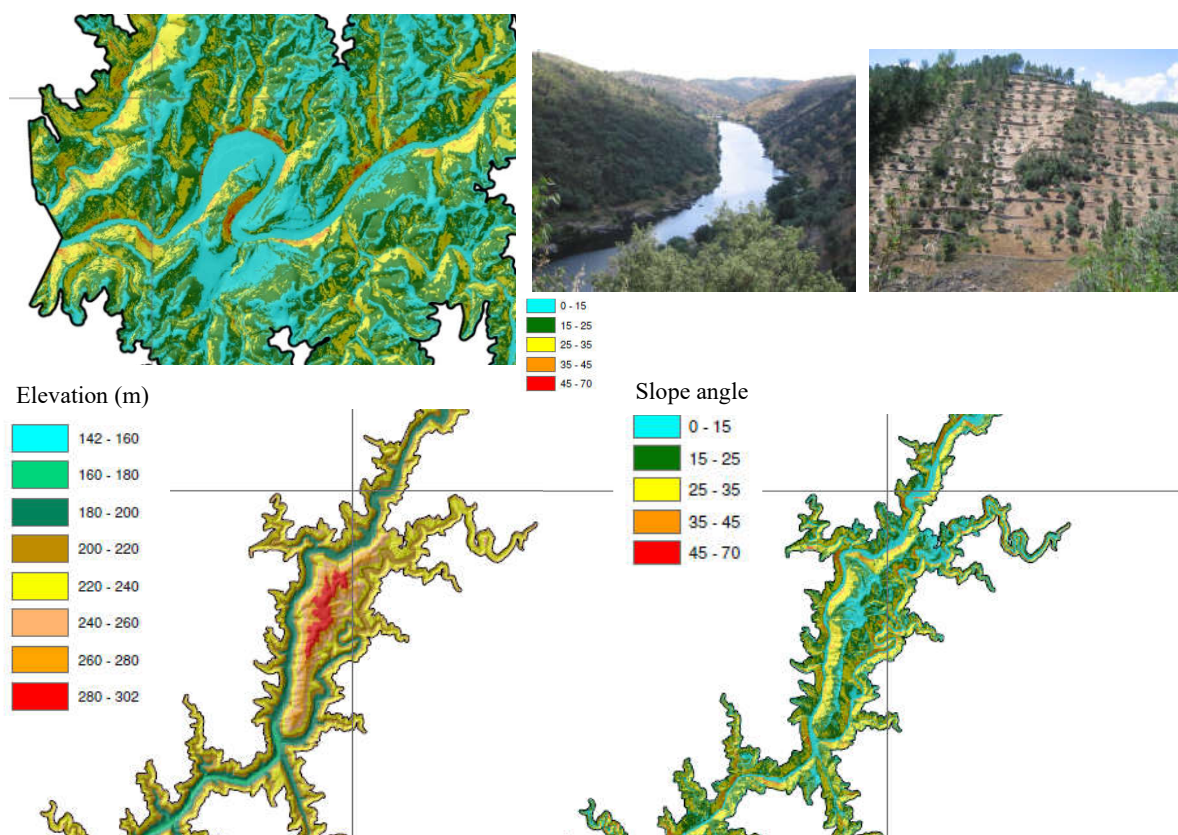 0 - 15
15 - 25
25 - 35
35 - 45
45 - 70
Elevation (m)
142 - 160
160 - 180
180 - 200
200 - 220
220 - 240
240 - 260
260 - 280
280 - 302
Slope angle
0 - 15
15 - 25
25 - 35
35 - 45
45 - 70